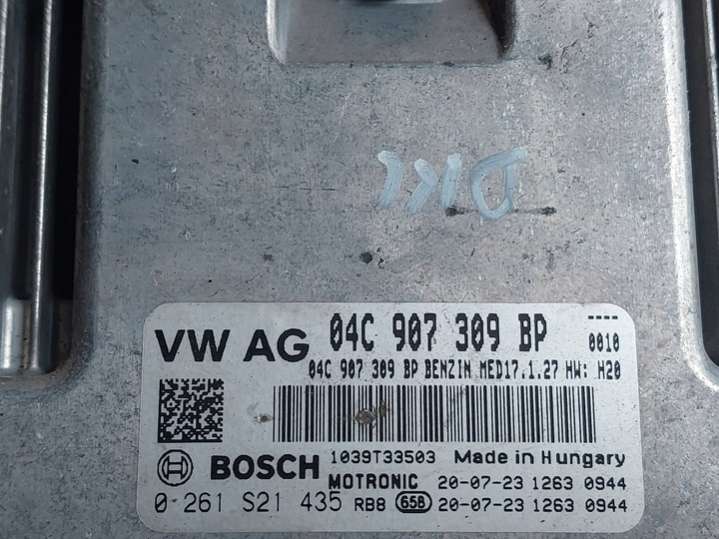 VW AG 04C 907 309 BP ---- 0010
04C 907 309 BP BENZIN MED17.1.27 HW: H20
1039T33503 Made in Hungary
BOSCH MOTRONIC 20-07-23 1263 0944
0 261 S21 435 RB8 658 20-07-23 1263 0944